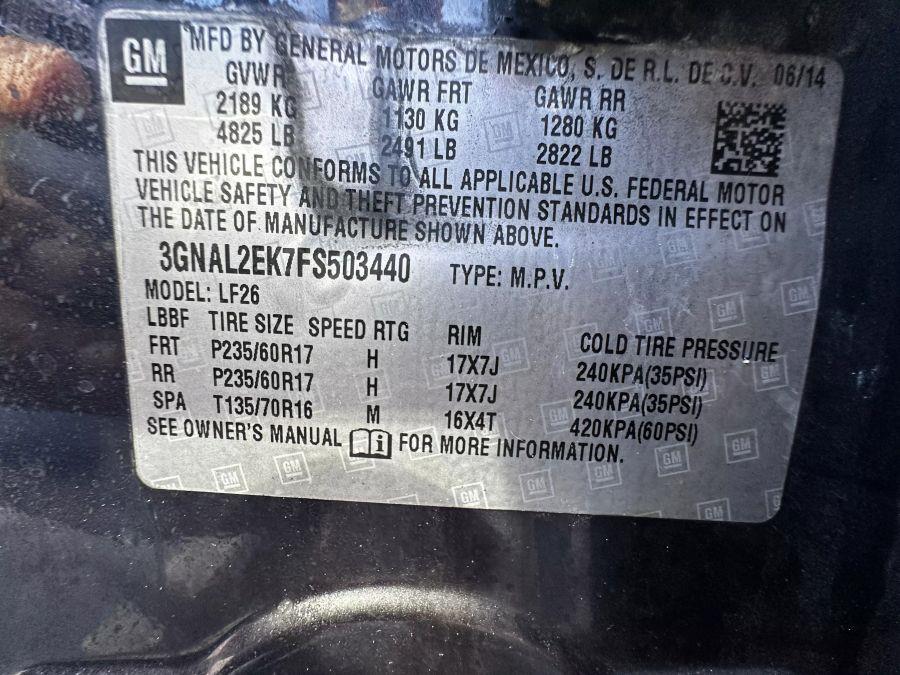 GM
MFD BY GENERAL MOTORS DE MEXICO, S. DE R.L. DE C.V. 06/14
GVWR GAWR FRT GAWR RR
2189 KG 1130 KG 1280 KG
4825 LB 2491 LB 2822 LB
THIS VEHICLE CONFORMS TO ALL APPLICABLE U.S. FEDERAL MOTOR
VEHICLE SAFETY AND THEFT PREVENTION STANDARDS IN EFFECT ON
THE DATE OF MANUFACTURE SHOWN ABOVE.
3GNAL2EK7FS503440 TYPE: M.P.V.
MODEL: LF26
LBBF TIRE SIZE SPEED RTG RIM COLD TIRE PRESSURE
FRT P235/60R17 H 17X7J 240KPA(35PSI)
RR P235/60R17 H 17X7J 240KPA(35PSI)
SPA T135/70R16 M 16X4T 420KPA(60PSI)
SEE OWNER'S MANUAL i FOR MORE INFORMATION.